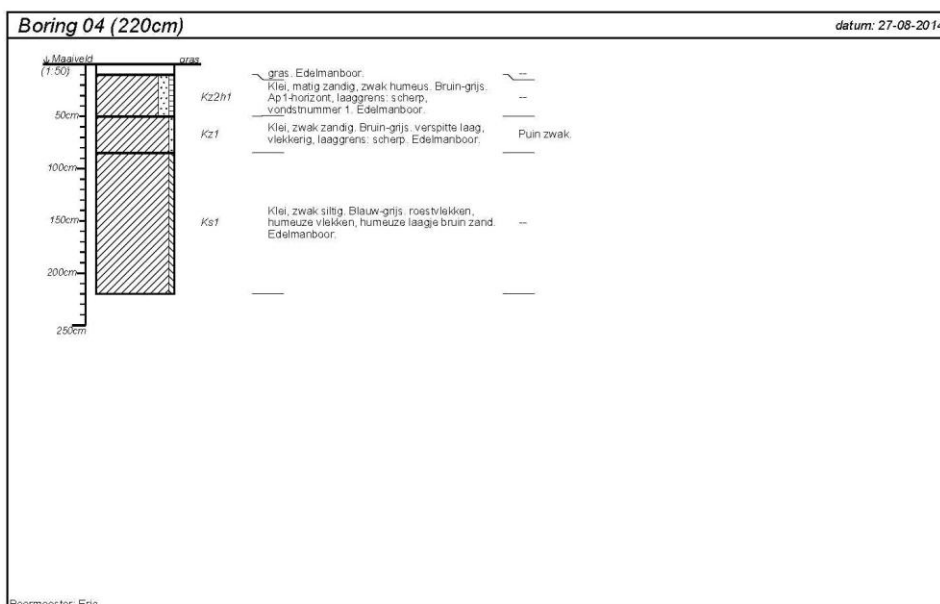 Boring 04 (220cm)
datum: 27-08-2014
↓ Maaiveld
gras
(1:50)
gras. Edelmanboor.
--
Kz2h1
Klei, matig zandig, zwak humeus. Bruin-grijs.
Ap1-horizont, laaggrens: scherp,
vondstnummer 1. Edelmanboor.
--
50cm
Kz1
Klei, zwak zandig. Bruin-grijs. verspitte laag,
vlekkerig, laaggrens: scherp. Edelmanboor.
Puin zwak.
100cm
150cm
Ks1
Klei, zwak siltig. Blauw-grijs. roestvlekken,
humeuze vlekken, humeuze laagje bruin zand.
Edelmanboor.
--
200cm
250cm
Boormeester: Eric